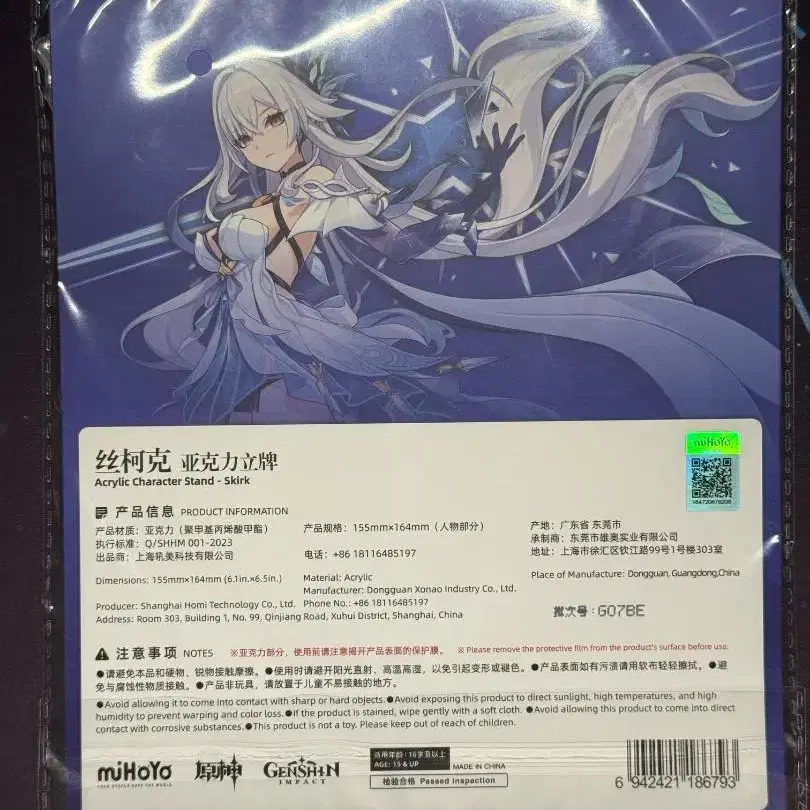 丝柯克 亚克力立牌
Acrylic Character Stand - Skirk
miHoYo
产品信息 PRODUCT INFORMATION
产品材质：亚克力（聚甲基丙烯酸甲酯）
执行标准：Q/SHHM 001-2023
出品商：上海吼美科技有限公司
产品规格：155mm×164mm（人物部分）
电话：+86 18116485197
产地：广东省 东莞市
承制商：东莞市雄奥实业有限公司
地址：上海市徐汇区钦江路99号1号楼303室
Dimensions: 155mm×164mm (6.1in.×6.5in.)
Material: Acrylic
Place of Manufacture: Dongguan, Guangdong,China
Manufacturer: Dongguan Xonao Industry Co., Ltd.
Producer: Shanghai Homi Technology Co., Ltd. Phone No.: +86 18116485197
Address: Room 303, Building 1, No. 99, Qinjiang Road, Xuhui District, Shanghai, China
批次号：G07BE
注意事项 NOTES ※亚克力部分，使用前请注意揭开产品表面的保护膜。 ※ Please remove the protective film from the product's surface before use.
●请避免本品和硬物、锐物接触摩擦。●使用时请避开阳光直射、高温高湿，以免引起变形或褪色。●产品表面如有污渍请用软布轻轻擦拭。●避
免与腐蚀性物质接触。●产品非玩具，请放置于儿童不易接触的地方。
●Avoid allowing it to come into contact with sharp or hard objects.●Avoid exposing this product to direct sunlight, high temperatures, and high
humidity to prevent warping and color loss.●If the product is stained, wipe gently with a soft cloth. ●Avoid allowing this product to come into direct
contact with corrosive substances.●This product is not a toy. Please keep out of reach of children.
miHoYo
TECH OTAKUS SAVE THE WORLD
原神
GENSHIN
IMPACT
适用年龄：15岁及以上
AGE: 15 & UP
MADE IN CHINA
检验合格 Passed Inspection
6 942421 186793